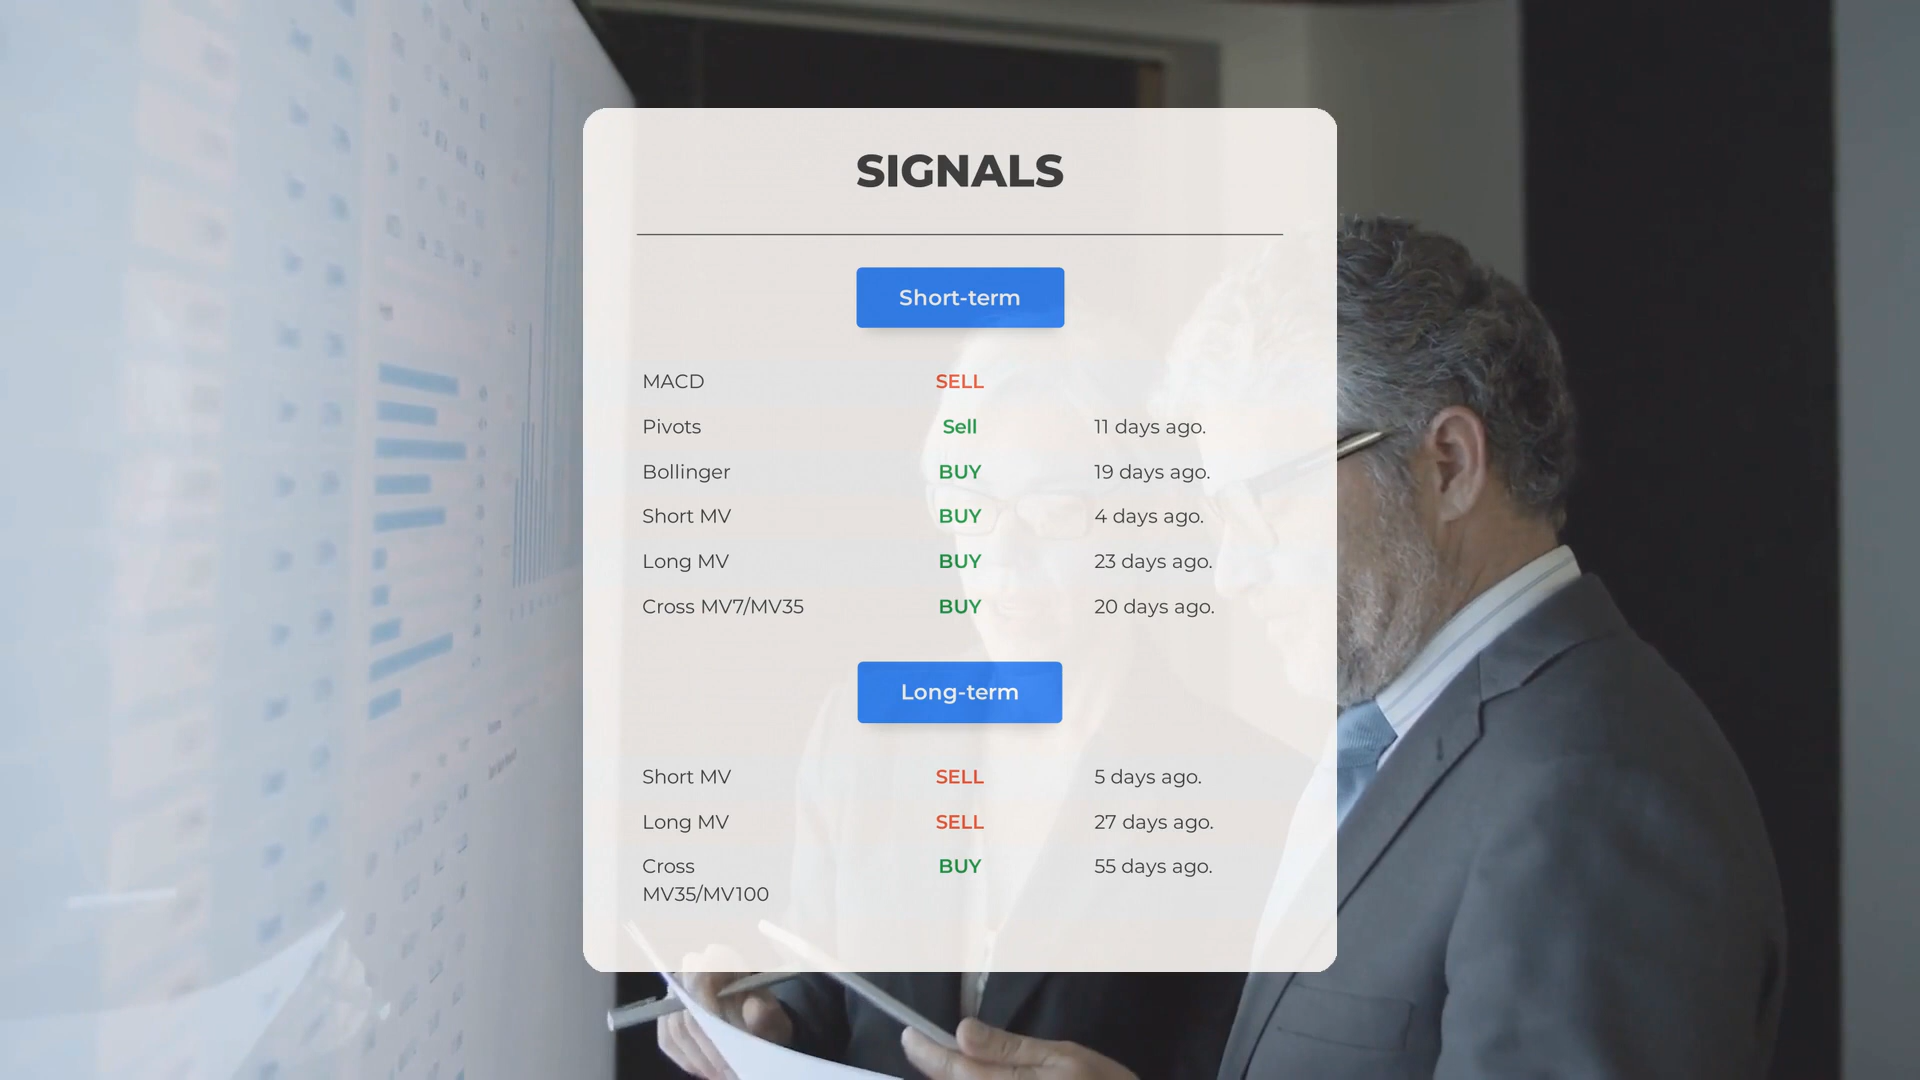 SIGNALS
Short-term
MACD SELL
Pivots Sell 11 days ago.
Bollinger BUY 19 days ago.
Short MV BUY 4 days ago.
Long MV BUY 23 days ago.
Cross MV7/MV35 BUY 20 days ago.
Long-term
Short MV SELL 5 days ago.
Long MV SELL 27 days ago.
Cross BUY 55 days ago.
MV35/MV100